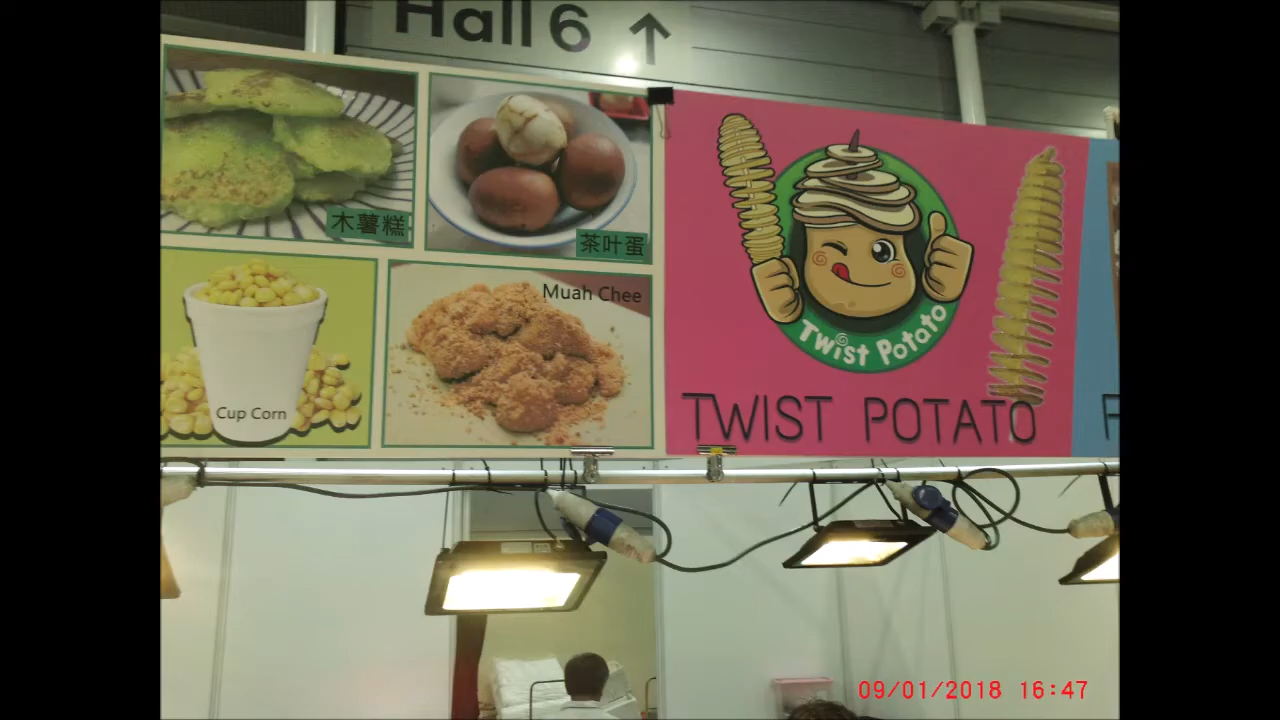 Hall 6 ↑
木薯糕
茶叶蛋
Cup Corn
Muah Chee
Twist Potato
TWIST POTATO
09/01/2018 16:47